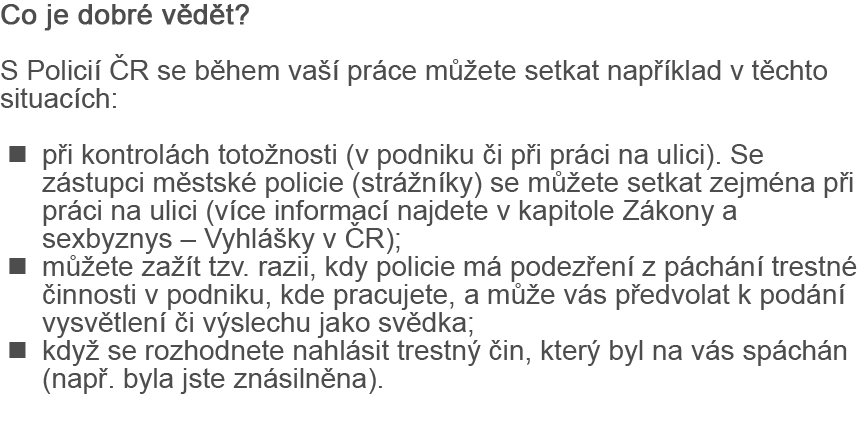 Co je dobré vědět?
S Policií ČR se během vaší práce můžete setkat například v těchto
situacích:
■ při kontrolách totožnosti (v podniku či při práci na ulici). Se
zástupci městské policie (strážníky) se můžete setkat zejména při
práci na ulici (více informací najdete v kapitole Zákony a
sexbyznys – Vyhlášky v ČR);
■ můžete zažít tzv. razii, kdy policie má podezření z páchání trestné
činnosti v podniku, kde pracujete, a může vás předvolat k podání
vysvětlení či výslechu jako svědka;
■ když se rozhodnete nahlásit trestný čin, který byl na vás spáchán
(např. byla jste znásilněna).